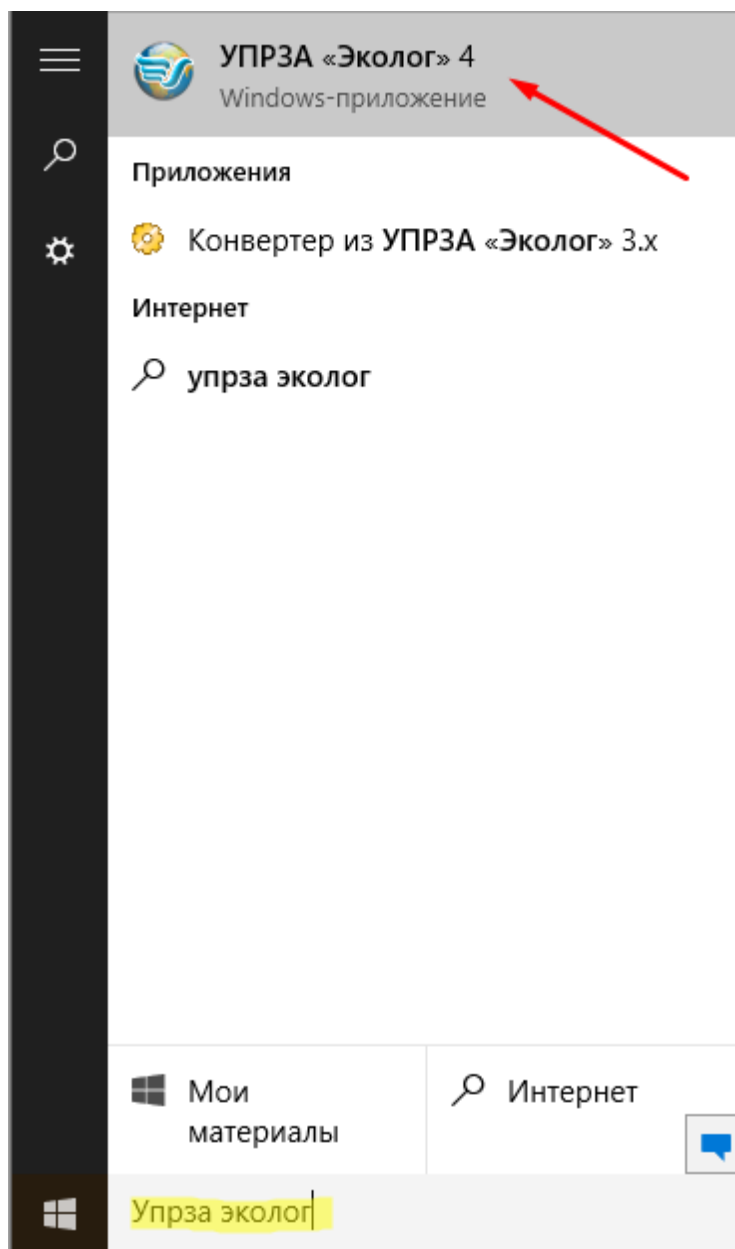 УПРЗА «Эколог» 4
Windows-приложение
Приложения
Конвертер из УПРЗА «Эколог» 3.x
Интернет
упрза эколог
Мои
материалы
Интернет
Упрза эколог